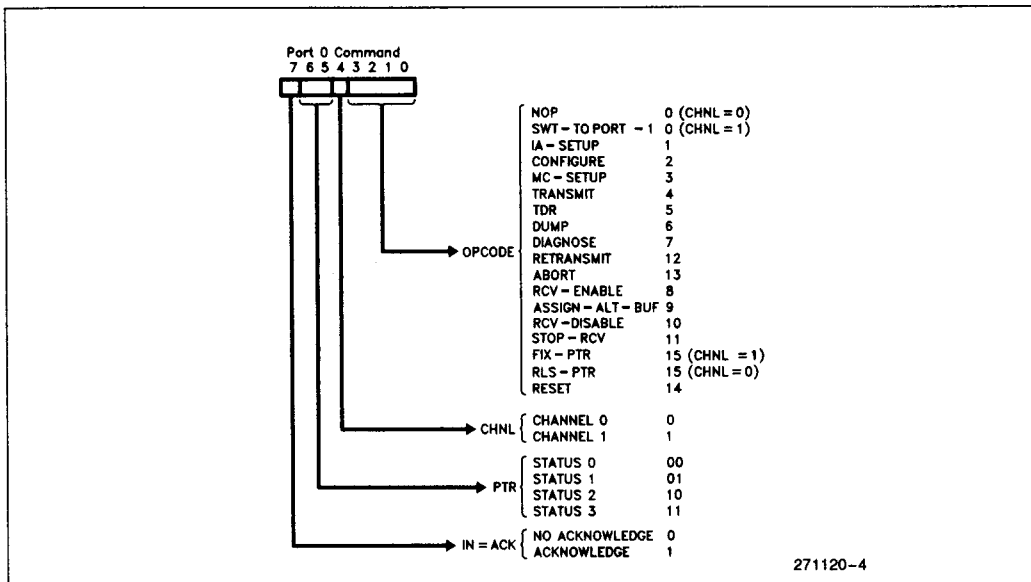 Port 0 Command
7 6 5 4 3 2 1 0
NOP 0 (CHNL = 0)
SWT - TO PORT - 1 0 (CHNL = 1)
IA - SETUP 1
CONFIGURE 2
MC - SETUP 3
TRANSMIT 4
TDR 5
DUMP 6
DIAGNOSE 7
OPCODE
RETRANSMIT 12
ABORT 13
RCV - ENABLE 8
ASSIGN - ALT - BUF 9
RCV - DISABLE 10
STOP - RCV 11
FIX - PTR 15 (CHNL = 1)
RLS - PTR 15 (CHNL = 0)
RESET 14
CHNL
CHANNEL 0 0
CHANNEL 1 1
PTR
STATUS 0 00
STATUS 1 01
STATUS 2 10
STATUS 3 11
IN = ACK
NO ACKNOWLEDGE 0
ACKNOWLEDGE 1
271120-4